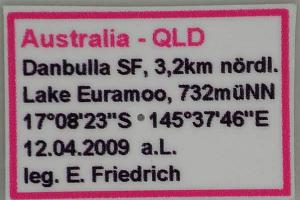 Australia - QLD
Danbulla SF, 3,2km nördl.
Lake Euramoo, 732müNN
17°08'23"S °145°37'46"E
12.04.2009 a.L.
leg. E. Friedrich